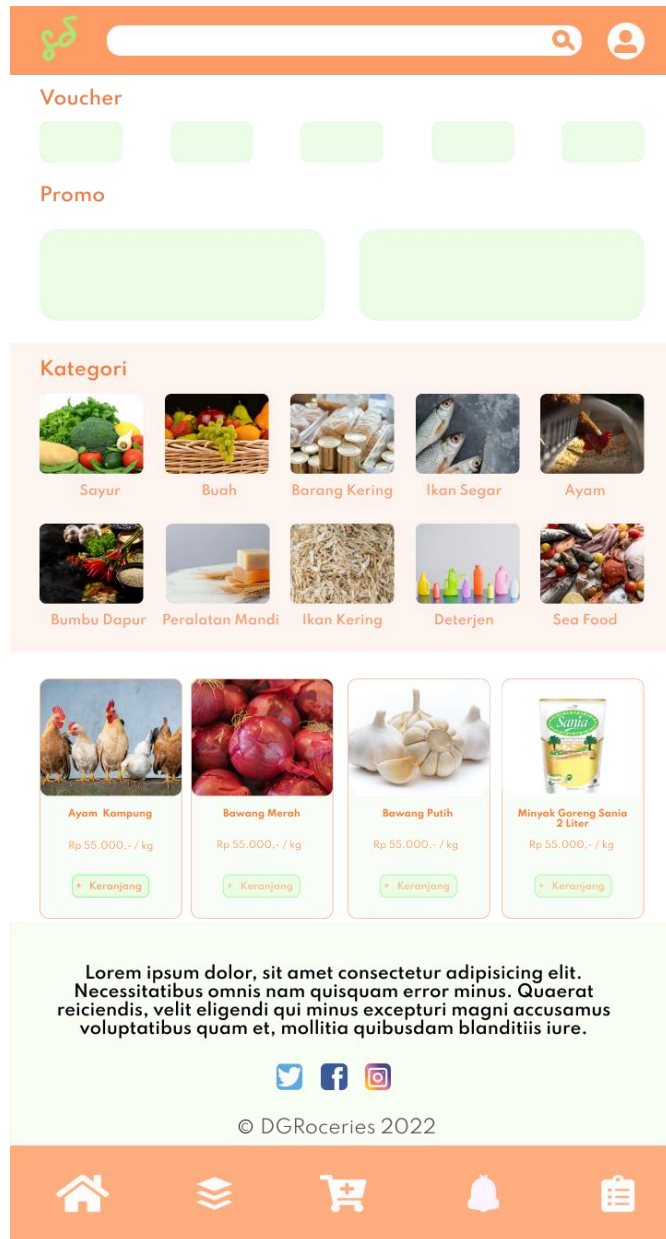 gd
Voucher
Promo
Kategori
Sayur
Buah
Barang Kering
Ikan Segar
Ayam
Bumbu Dapur
Peralatan Mandi
Ikan Kering
Deterjen
Sea Food
Sania
Ayam Kampung
Rp 55.000,- / kg
+ Keranjang
Bawang Merah
Rp 55.000,- / kg
+ Keranjang
Bawang Putih
Rp 55.000,- / kg
+ Keranjang
Minyak Goreng Sania
2 Liter
Rp 55.000,- / kg
+ Keranjang
Lorem ipsum dolor, sit amet consectetur adipisicing elit.
Necessitatibus omnis nam quisquam error minus. Quaerat
reiciendis, velit eligendi qui minus excepturi magni accusamus
voluptatibus quam et, mollitia quibusdam blanditiis iure.
© DGRoceries 2022